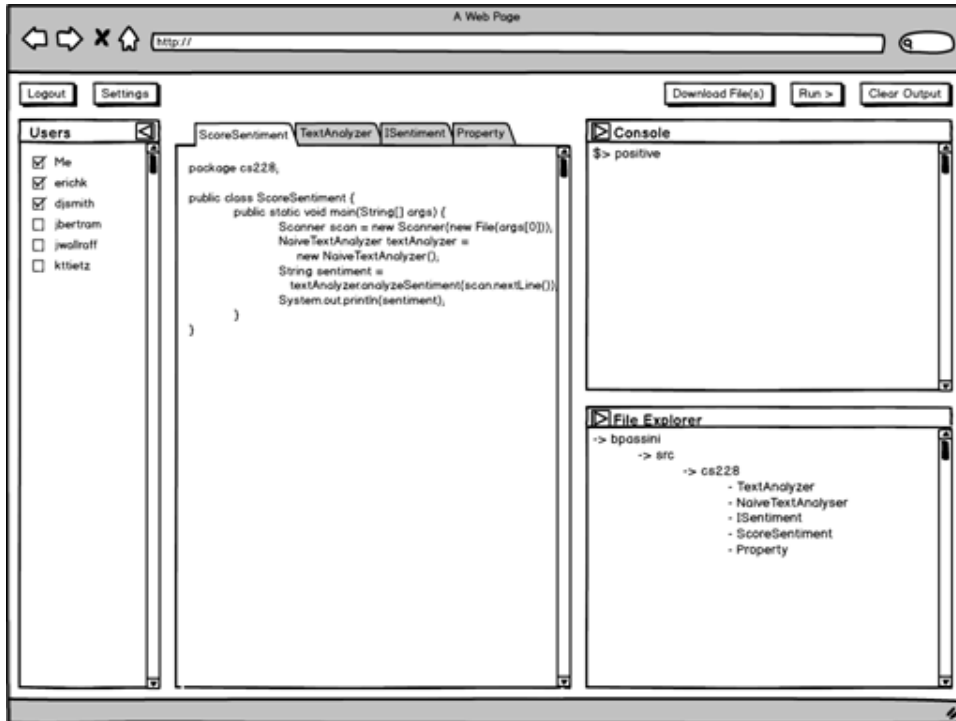 A Web Page
http://
Logout Settings Download File(s) Run > Clear Output
Users
Me
erichk
djsmith
jbertram
jwallraff
kttietz
ScoreSentiment TextAnalyzer ISentiment Property
package cs228;
public class ScoreSentiment {
public static void main(String[] args) {
Scanner scan = new Scanner(new File(args[0]));
NaiveTextAnalyzer textAnalyzer =
new NaiveTextAnalyzer();
String sentiment =
textAnalyzer.analyzeSentiment(scan.nextLine())
System.out.println(sentiment);
}
}
Console
$> positive
File Explorer
-> bpassini
-> src
-> cs228
- TextAnalyzer
- NaiveTextAnalyser
- ISentiment
- ScoreSentiment
- Property